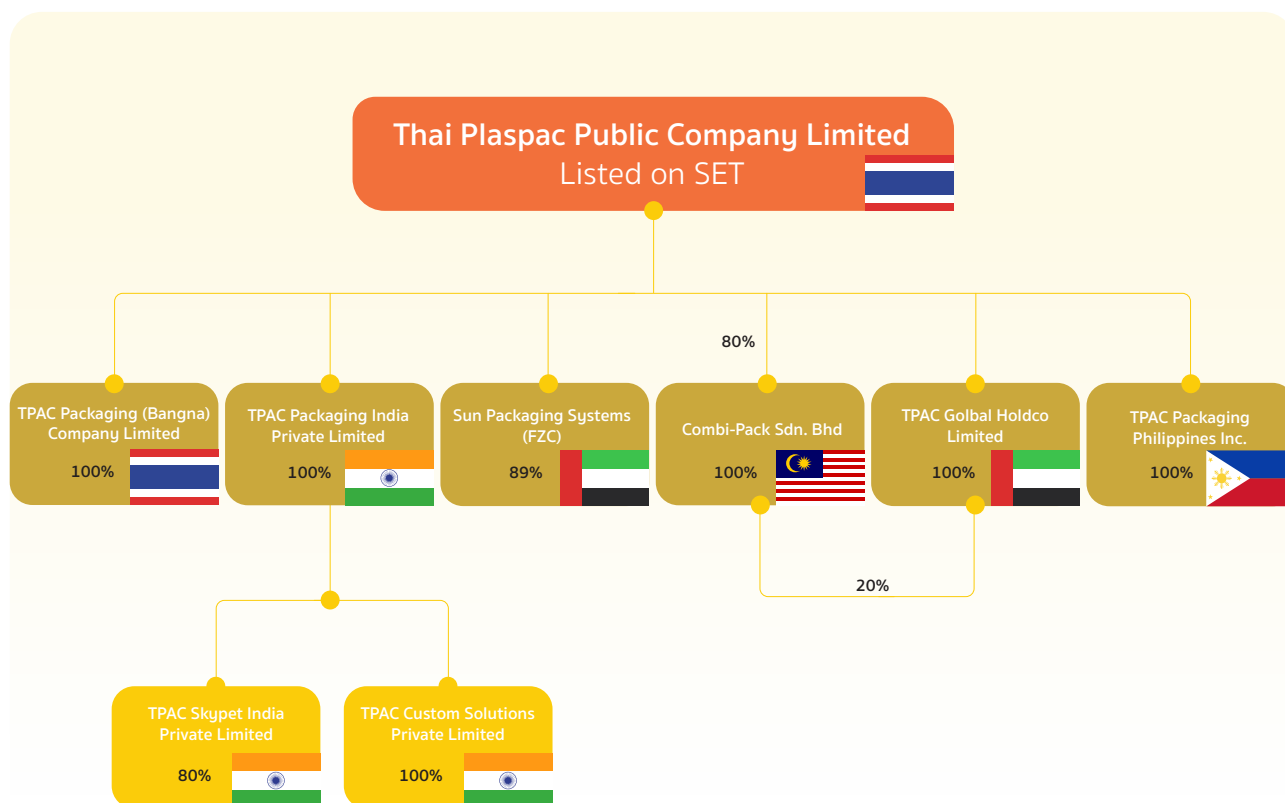 Thai Plaspac Public Company Limited
Listed on SET
80%
TPAC Packaging (Bangna)
Company Limited
100%
TPAC Packaging India
Private Limited
100%
Sun Packaging Systems
(FZC)
89%
Combi-Pack Sdn. Bhd
100%
TPAC Golbal Holdco
Limited
100%
TPAC Packaging
Philippines Inc.
100%
20%
TPAC Skypet India
Private Limited
80%
TPAC Custom Solutions
Private Limited
100%